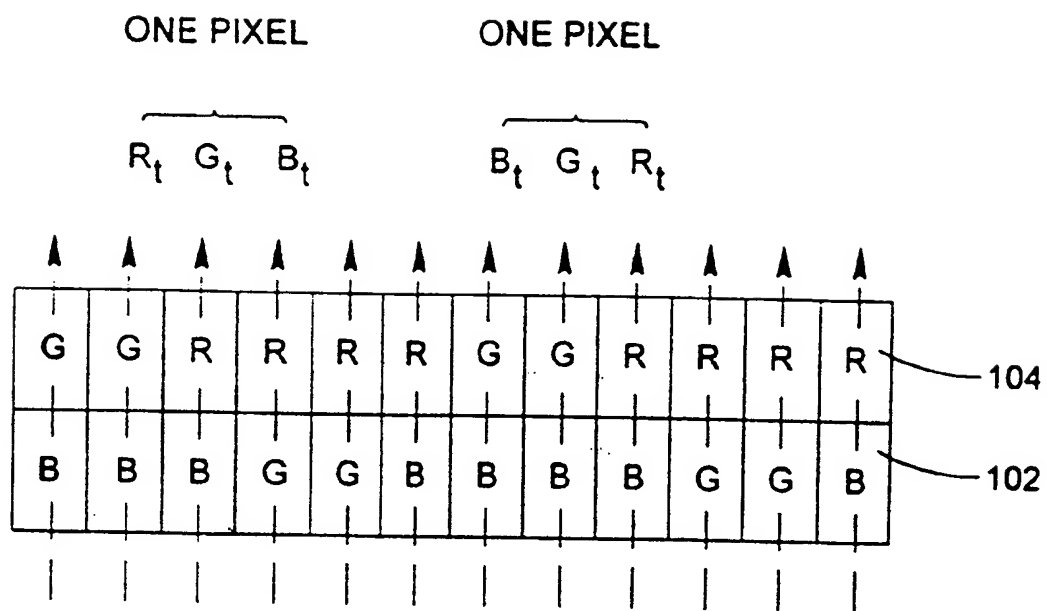 ONE PIXEL ONE PIXEL
Rt Gt Bt Bt Gt Rt
G G R R R R G G R R R R 104
B B B G G B B B B G G B 102